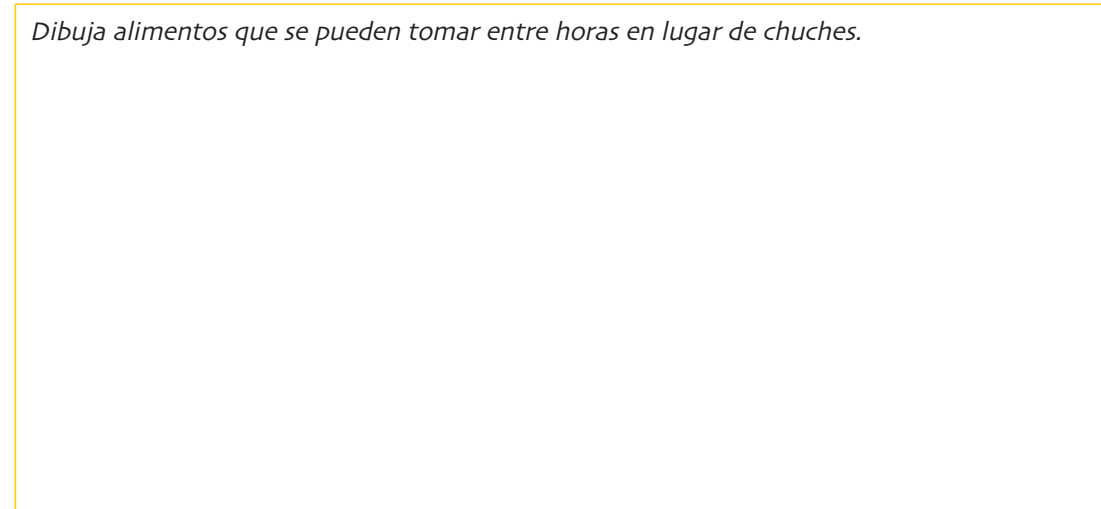 Dibuja alimentos que se pueden tomar entre horas en lugar de chuches.